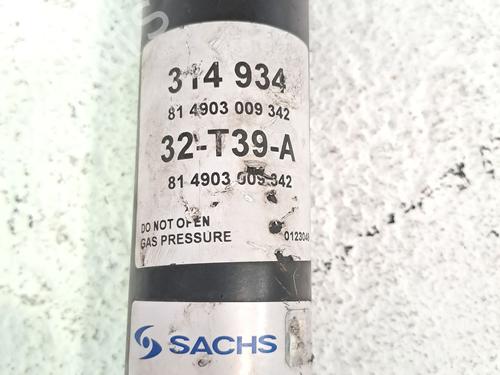 314 934
81 4903 009 342
32-T39-A
81 4903 009 342
DO NOT OPEN
GAS PRESSURE
SACHS